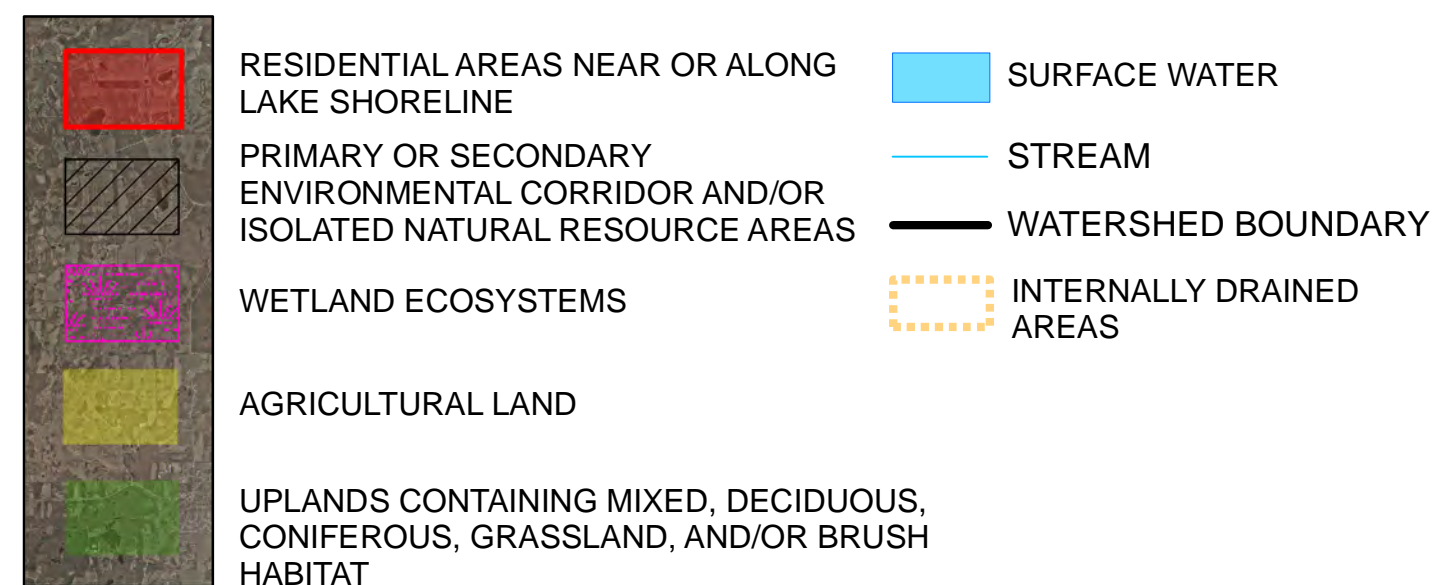 RESIDENTIAL AREAS NEAR OR ALONG
LAKE SHORELINE
PRIMARY OR SECONDARY
ENVIRONMENTAL CORRIDOR AND/OR
ISOLATED NATURAL RESOURCE AREAS
WETLAND ECOSYSTEMS
AGRICULTURAL LAND
UPLANDS CONTAINING MIXED, DECIDUOUS,
CONIFEROUS, GRASSLAND, AND/OR BRUSH
HABITAT
SURFACE WATER
STREAM
WATERSHED BOUNDARY
INTERNALLY DRAINED
AREAS